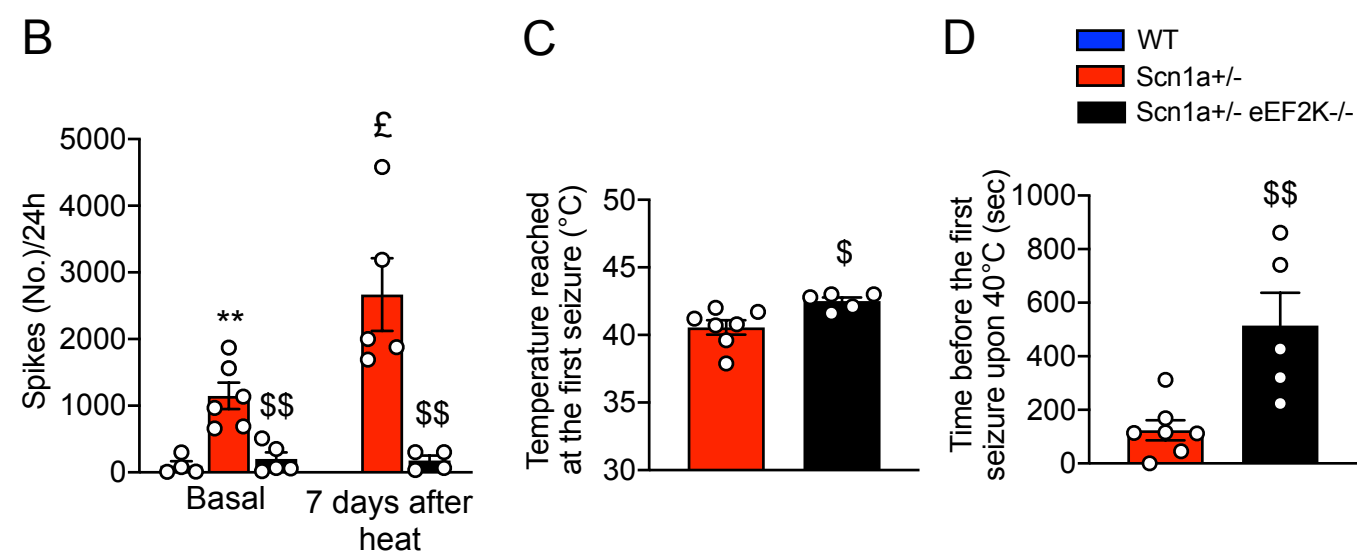 B
Spikes (No.)/24h
5000
4000
3000
2000
1000
0
**
$$
£
$$
Basal
7 days after
heat
C
Temperature reached
at the first seizure (°C)
50
45
40
35
30
$
D
WT
Scn1a+/-
Scn1a+/- eEF2K-/-
Time before the first
seizure upon 40°C (sec)
1000
800
600
400
200
0
$$